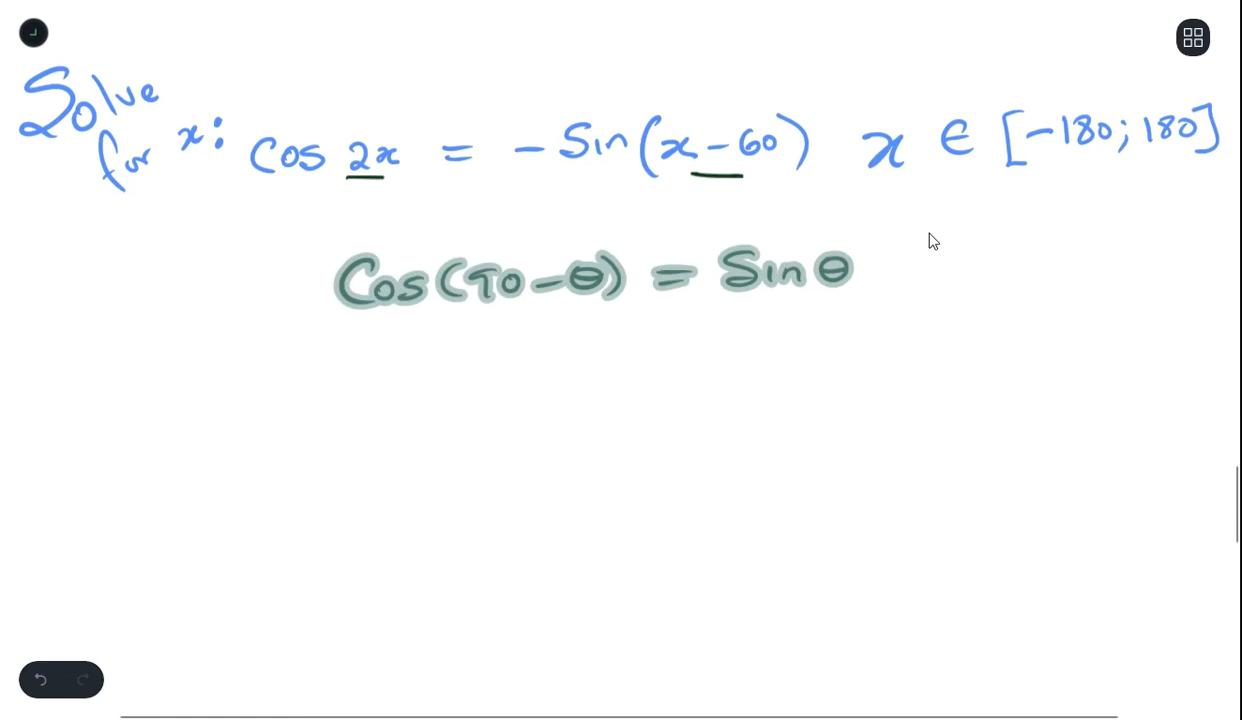 Solve
for x: cos 2x = - Sin(x-60) x ∈ [-180; 180]
Cos(90-θ) = Sin θ